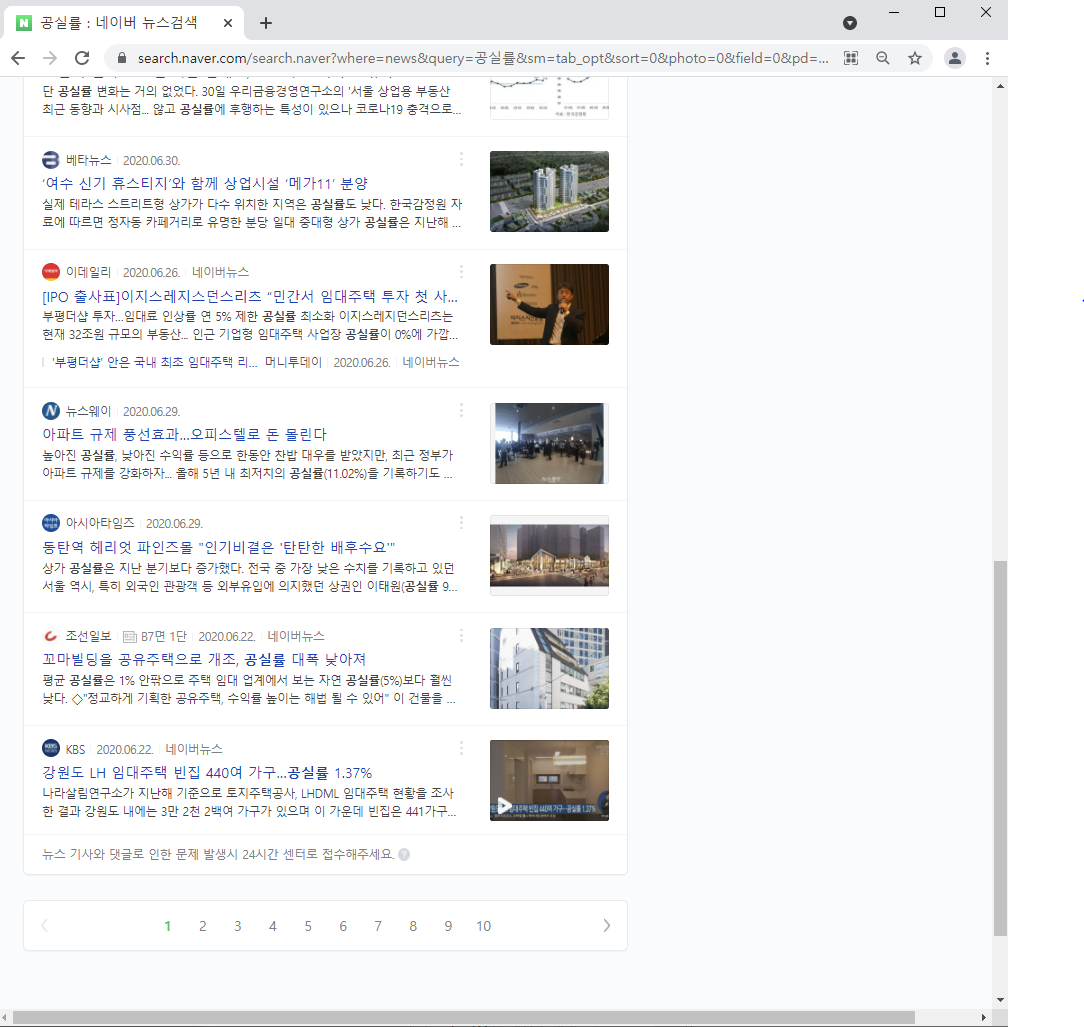 공실률 : 네이버 뉴스검색
search.naver.com/search.naver?where=news&query=공실률&sm=tab_opt&sort=0&photo=0&field=0&pd=...
단 공실률 변화는 거의 없었다. 30일 우리금융경영연구소의 '서울 상업용 부동산
최근 동향과 시사점... 않고 공실률에 후행하는 특성이 있으나 코로나19 충격으로...
베타뉴스 2020.06.30.
‘여수 신기 휴스티지’와 함께 상업시설 ‘메가11’ 분양
실제 테라스 스트리트형 상가가 다수 위치한 지역은 공실률도 낮다. 한국감정원 자
료에 따르면 정자동 카페거리로 유명한 분당 일대 중대형 상가 공실률은 지난해 ...
이데일리 2020.06.26. 네이버뉴스
[IPO 출사표]이지스레지스던스리츠 “민간서 임대주택 투자 첫 사...
부평더샵 투자...임대료 인상률 연 5% 제한 공실률 최소화 이지스레지스던스리츠는
현재 32조원 규모의 부동산... 인근 기업형 임대주택 사업장 공실률이 0%에 가깝...
'부평더샵' 안은 국내 최초 임대주택 리... 머니투데이 2020.06.26. 네이버뉴스
뉴스웨이 2020.06.29.
아파트 규제 풍선효과...오피스텔로 돈 몰린다
높아진 공실률, 낮아진 수익률 등으로 한동안 찬밥 대우를 받았지만, 최근 정부가
아파트 규제를 강화하자... 올해 5년 내 최저치의 공실률(11.02%)을 기록하기도 ...
뉴스웨이
아시아타임즈 2020.06.29.
동탄역 헤리엇 파인즈몰 "인기비결은 '탄탄한 배후수요'"
상가 공실률은 지난 분기보다 증가했다. 전국 중 가장 낮은 수치를 기록하고 있던
서울 역시, 특히 외국인 관광객 등 외부유입에 의지했던 상권인 이태원(공실률 9...
조선일보 B7면 1단 2020.06.22. 네이버뉴스
꼬마빌딩을 공유주택으로 개조, 공실률 대폭 낮아져
평균 공실률은 1% 안팎으로 주택 임대 업계에서 보는 자연 공실률(5%)보다 훨씬
낮다. ◇"정교하게 기획한 공유주택, 수익률 높이는 해법 될 수 있어" 이 건물을 ...
KBS 2020.06.22. 네이버뉴스
강원도 LH 임대주택 빈집 440여 가구...공실률 1.37%
나라살림연구소가 지난해 기준으로 토지주택공사, LHDML 임대주택 현황을 조사
한 결과 강원도 내에는 3만 2천 2백여 가구가 있으며 이 가운데 빈집은 441가구...
뉴스 기사와 댓글로 인한 문제 발생시 24시간 센터로 접수해주세요.
1 2 3 4 5 6 7 8 9 10